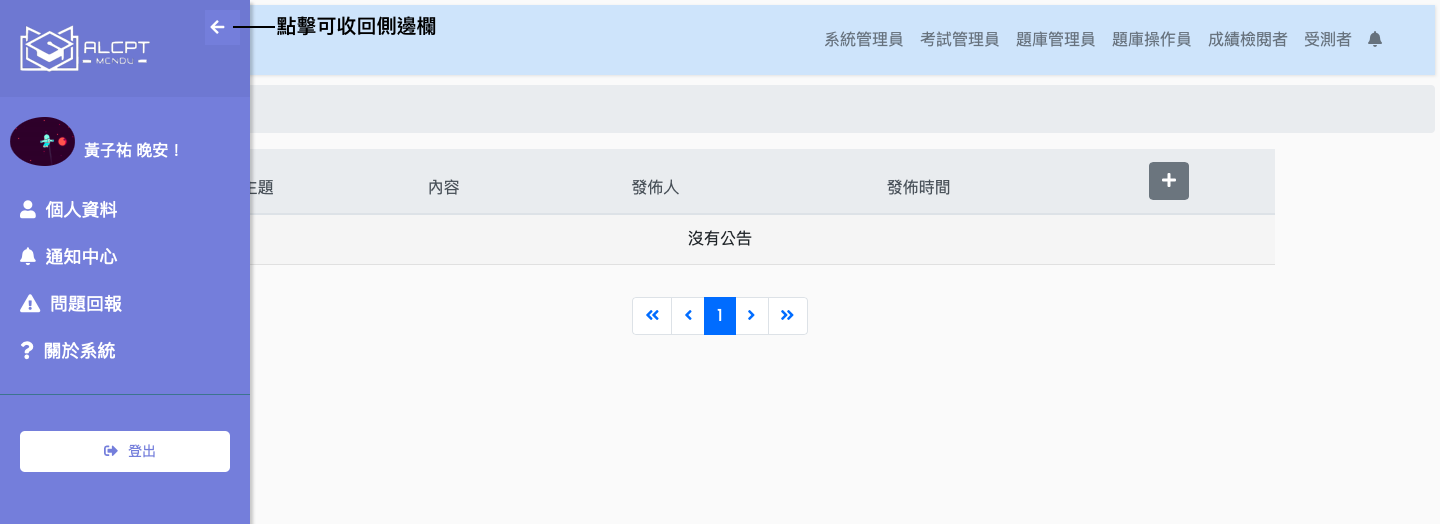 ALCPT
MCNDU
點擊可收回側邊欄
系統管理員 考試管理員 題庫管理員 題庫操作員 成績檢閱者 受測者
黃子祐 晚安！
個人資料
通知中心
問題回報
關於系統
登出
主題 內容 發佈人 發佈時間
沒有公告
1